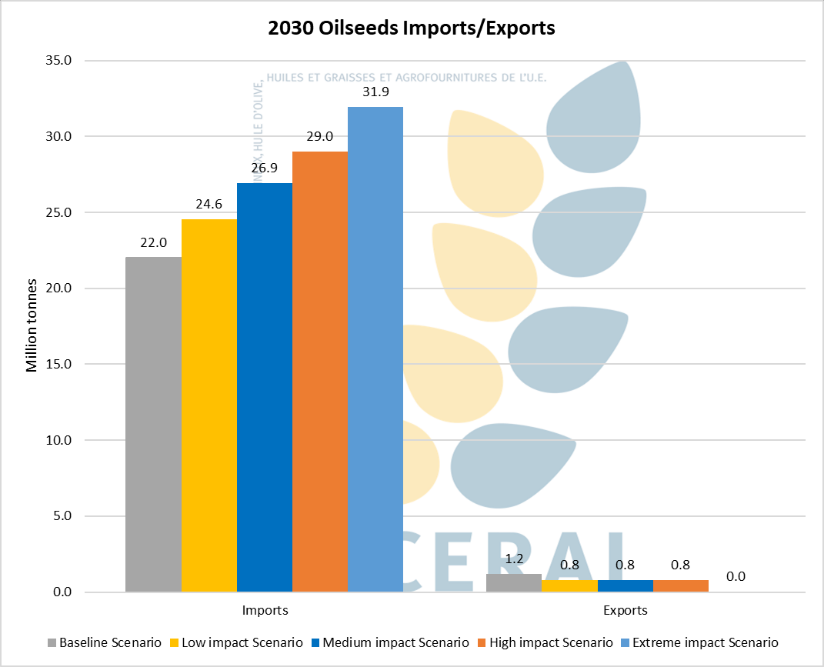 2030 Oilseeds Imports/Exports
HUILES ET GRAISSES ET AGROFOURNITURES DE L'U.E.
HUILE D'OLIVE,
Million tonnes
35.0
30.0
25.0
20.0
15.0
10.0
5.0
0.0
22.0
24.6
26.9
29.0
31.9
1.2
0.8
0.8
0.8
0.0
Imports
Exports
Baseline Scenario
Low impact Scenario
Medium impact Scenario
High impact Scenario
Extreme impact Scenario